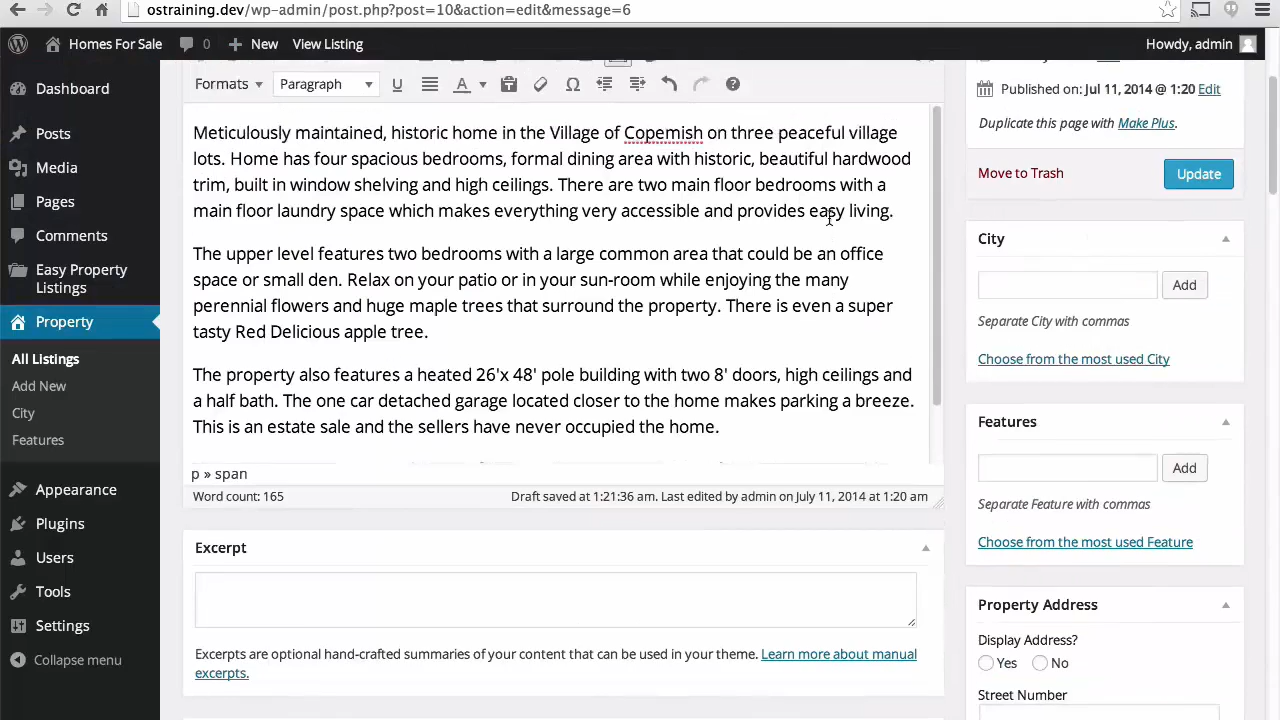 ostraining.dev/wp-admin/post.php?post=10&action=edit&message=6
Homes For Sale 0 New View Listing Howdy, admin
Dashboard
Posts
Media
Pages
Comments
Easy Property
Listings
Property
All Listings
Add New
City
Features
Appearance
Plugins
Users
Tools
Settings
Collapse menu
Formats Paragraph U A Ω ?
Meticulously maintained, historic home in the Village of Copemish on three peaceful village
lots. Home has four spacious bedrooms, formal dining area with historic, beautiful hardwood
trim, built in window shelving and high ceilings. There are two main floor bedrooms with a
main floor laundry space which makes everything very accessible and provides easy living.
The upper level features two bedrooms with a large common area that could be an office
space or small den. Relax on your patio or in your sun-room while enjoying the many
perennial flowers and huge maple trees that surround the property. There is even a super
tasty Red Delicious apple tree.
The property also features a heated 26'x 48' pole building with two 8' doors, high ceilings and
a half bath. The one car detached garage located closer to the home makes parking a breeze.
This is an estate sale and the sellers have never occupied the home.
p » span
Word count: 165 Draft saved at 1:21:36 am. Last edited by admin on July 11, 2014 at 1:20 am
Excerpt
Excerpts are optional hand-crafted summaries of your content that can be used in your theme. Learn more about manual
excerpts.
Published on: Jul 11, 2014 @ 1:20 Edit
Duplicate this page with Make Plus.
Move to Trash Update
City
Add
Separate City with commas
Choose from the most used City
Features
Add
Separate Feature with commas
Choose from the most used Feature
Property Address
Display Address?
Yes No
Street Number